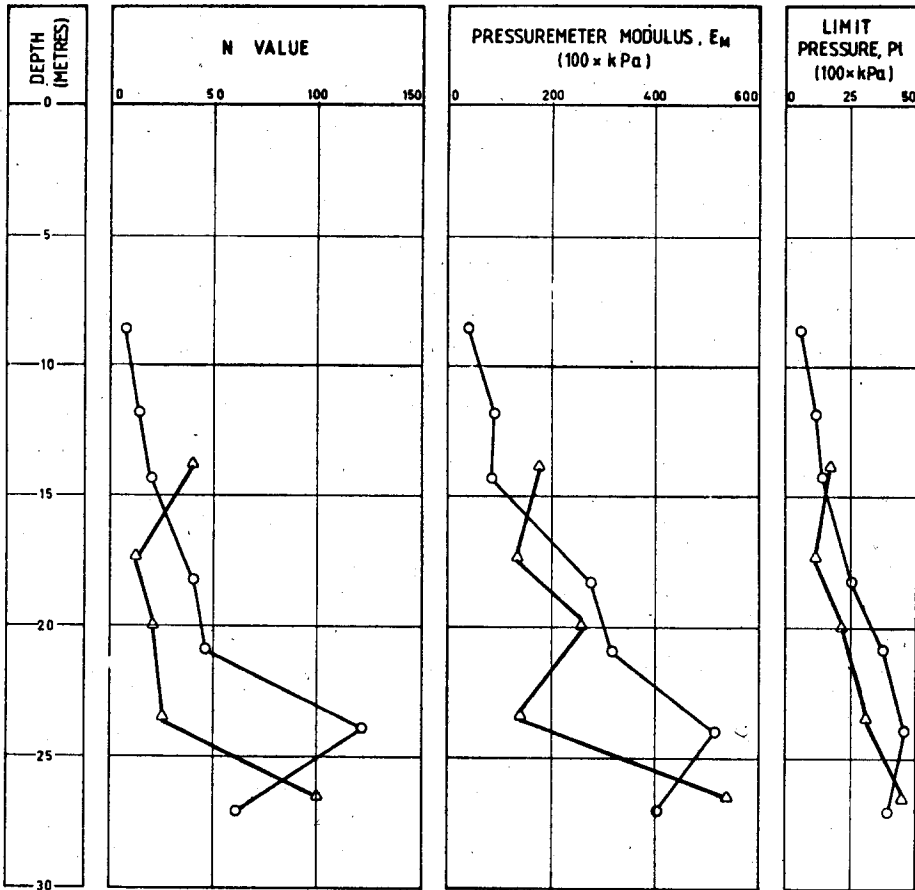 DEPTH
(METRES)
N VALUE
PRESSUREMETER MODULUS, EM
(100 × kPa)
LIMIT
PRESSURE, Pl
(100 × kPa)
0 50 100 150
0 200 400 600
0 25 50
0
5
10
15
20
25
30